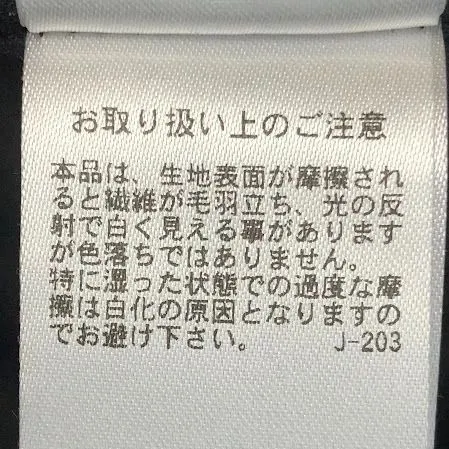 お取り扱い上のご注意
本品は、生地表面が摩擦され
ると繊維が毛羽立ち、光の反
射で白く見える事があります
が色落ちではありません。
特に湿った状態での過度な摩
擦は白化の原因となりますの
でお避け下さい。 J-203